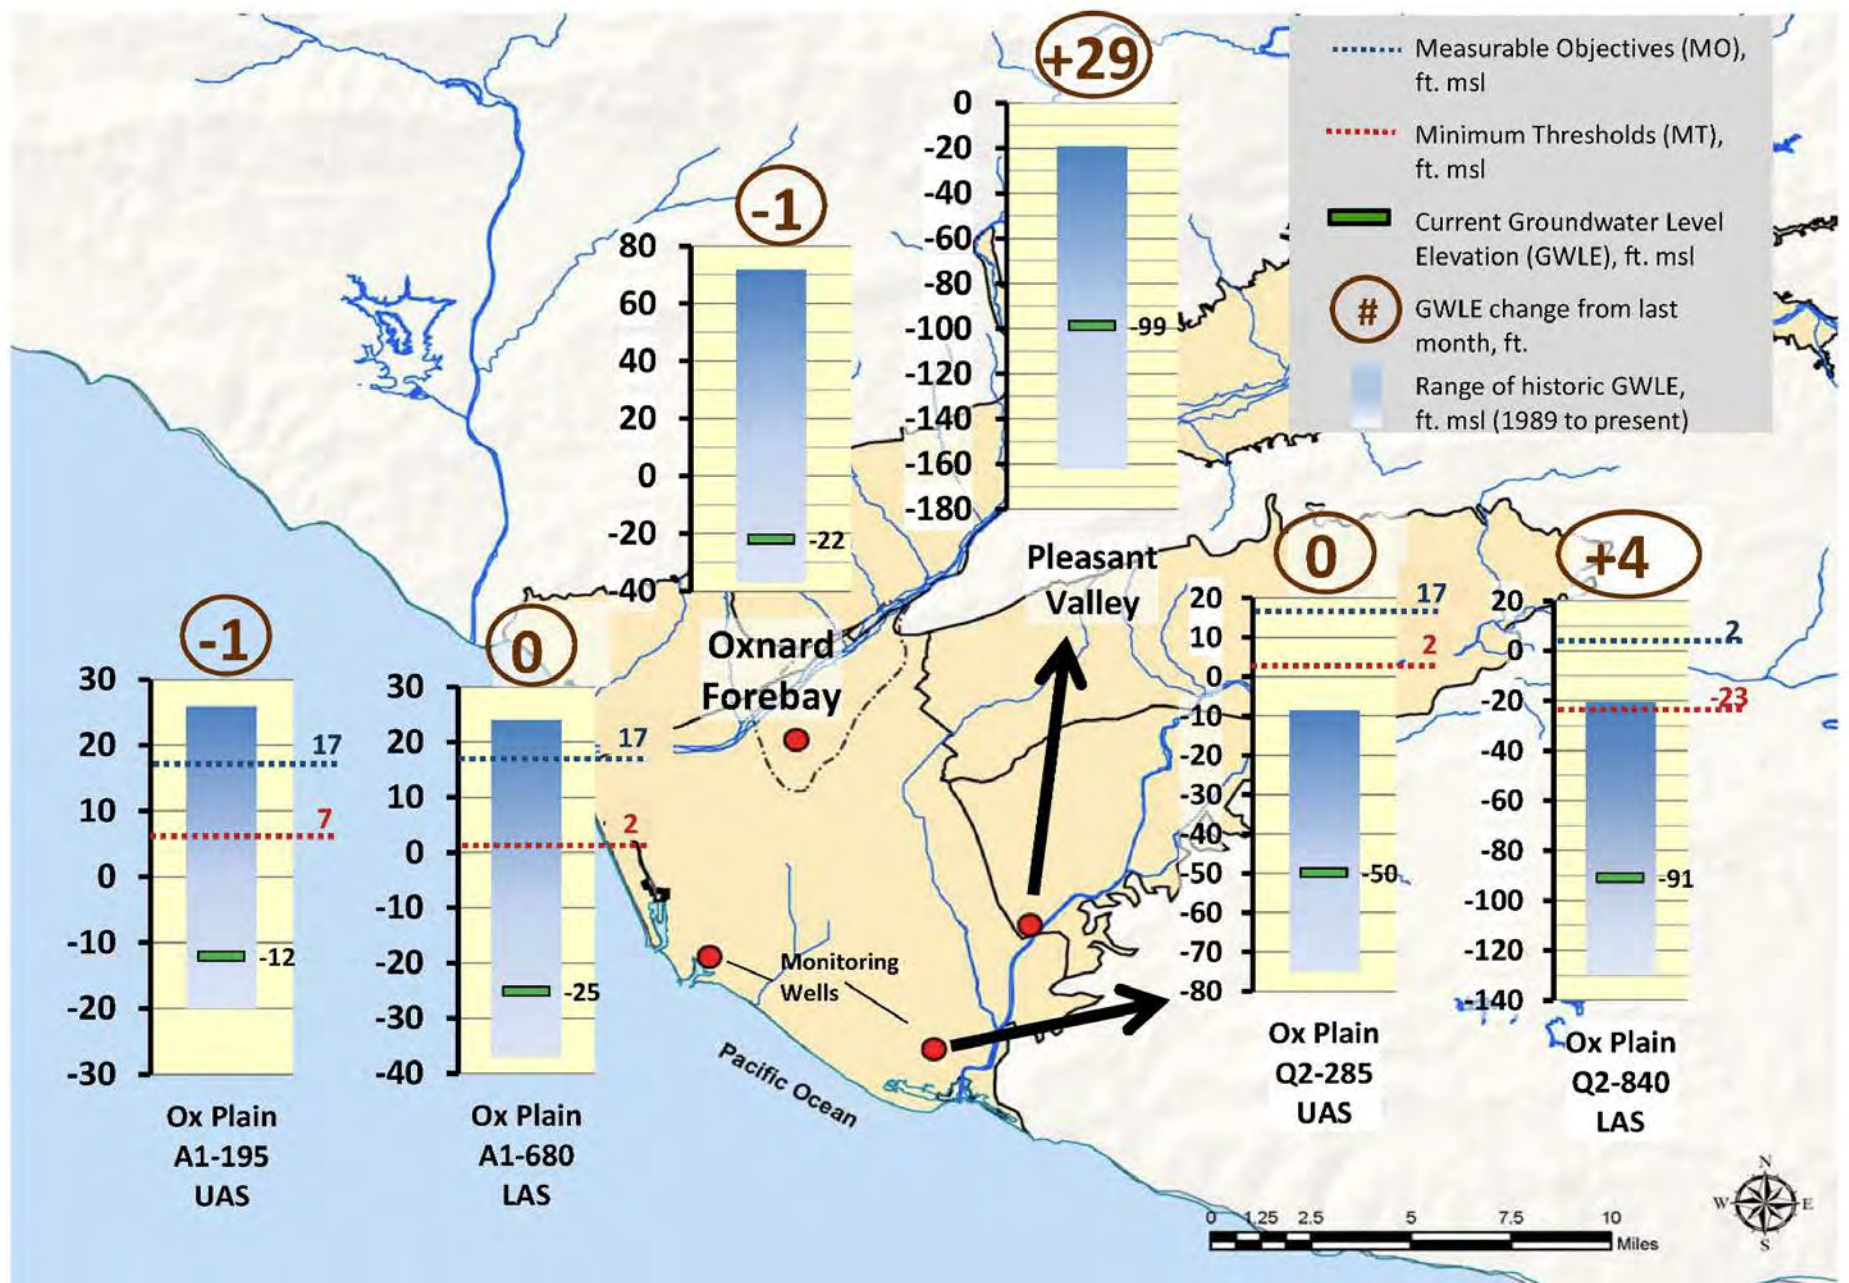 Measurable Objectives (MO),
ft. msl
Minimum Thresholds (MT),
ft. msl
Current Groundwater Level
Elevation (GWLE), ft. msl
#
GWLE change from last
month, ft.
Range of historic GWLE,
ft. msl (1989 to present)
+29
0
-20
-40
-60
-80
-100
-120
-140
-160
-180
-99
Pleasant
Valley
-1
80
60
40
20
0
-20
-40
-22
Oxnard
Forebay
-1
30
20
10
0
-10
-20
-30
17
7
-12
Ox Plain
A1-195
UAS
0
30
20
10
0
-10
-20
-30
-40
17
2
-25
Ox Plain
A1-680
LAS
0
20
10
0
-10
-20
-30
-40
-50
-60
-70
-80
17
2
-50
Ox Plain
Q2-285
UAS
+4
20
0
-20
-40
-60
-80
-100
-120
-140
2
-23
-91
Ox Plain
Q2-840
LAS
Monitoring
Wells
Pacific Ocean
N
W E
S
0 1.25 2.5 5 7.5 10
Miles